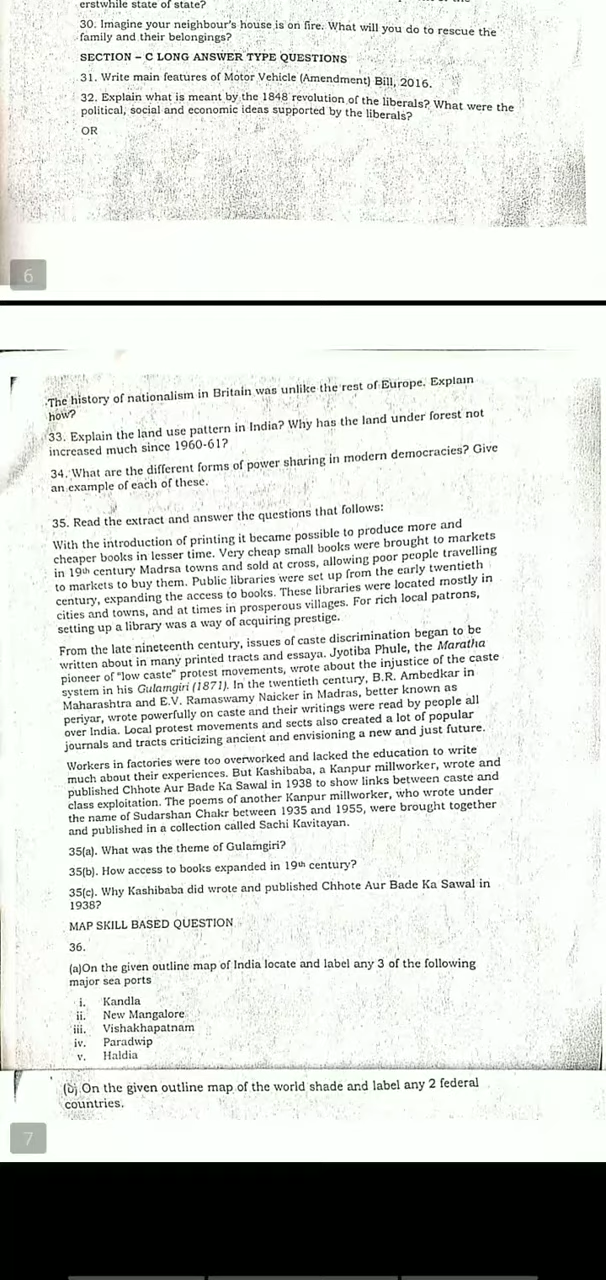 erstwhile state of state?
30. Imagine your neighbour's house is on fire. What will you do to rescue the
family and their belongings?
SECTION – C LONG ANSWER TYPE QUESTIONS
31. Write main features of Motor Vehicle (Amendment) Bill, 2016.
32. Explain what is meant by the 1848 revolution of the liberals? What were the
political, social and economic ideas supported by the liberals?
OR
6
The history of nationalism in Britain was unlike the rest of Europe. Explain
how?
33. Explain the land use pattern in India? Why has the land under forest not
increased much since 1960-61?
34. What are the different forms of power sharing in modern democracies? Give
an example of each of these.
35. Read the extract and answer the questions that follows:
With the introduction of printing it became possible to produce more and
cheaper books in lesser time. Very cheap small books were brought to markets
in 19th century Madrsa towns and sold at cross, allowing poor people travelling
to markets to buy them. Public libraries were set up from the early twentieth
century, expanding the access to books. These libraries were located mostly in
cities and towns, and at times in prosperous villages. For rich local patrons,
setting up a library was a way of acquiring prestige.
From the late nineteenth century, issues of caste discrimination began to be
written about in many printed tracts and essaya. Jyotiba Phule, the Maratha
pioneer of "low caste" protest movements, wrote about the injustice of the caste
system in his Gulamgiri (1871). In the twentieth century, B.R. Ambedkar in
Maharashtra and E.V. Ramaswamy Naicker in Madras, better known as
periyar, wrote powerfully on caste and their writings were read by people all
over India. Local protest movements and sects also created a lot of popular
journals and tracts criticizing ancient and envisioning a new and just future.
Workers in factories were too overworked and lacked the education to write
much about their experiences. But Kashibaba, a Kanpur millworker, wrote and
published Chhote Aur Bade Ka Sawal in 1938 to show links between caste and
class exploitation. The poems of another Kanpur millworker, who wrote under
the name of Sudarshan Chakr between 1935 and 1955, were brought together
and published in a collection called Sachi Kavitayan.
35(a). What was the theme of Gulamgiri?
35(b). How access to books expanded in 19th century?
35(c). Why Kashibaba did wrote and published Chhote Aur Bade Ka Sawal in
1938?
MAP SKILL BASED QUESTION
36.
(a)On the given outline map of India locate and label any 3 of the following
major sea ports
i. Kandla
ii. New Mangalore
iii. Vishakhapatnam
iv. Paradwip
v. Haldia
(b) On the given outline map of the world shade and label any 2 federal
countries.
7